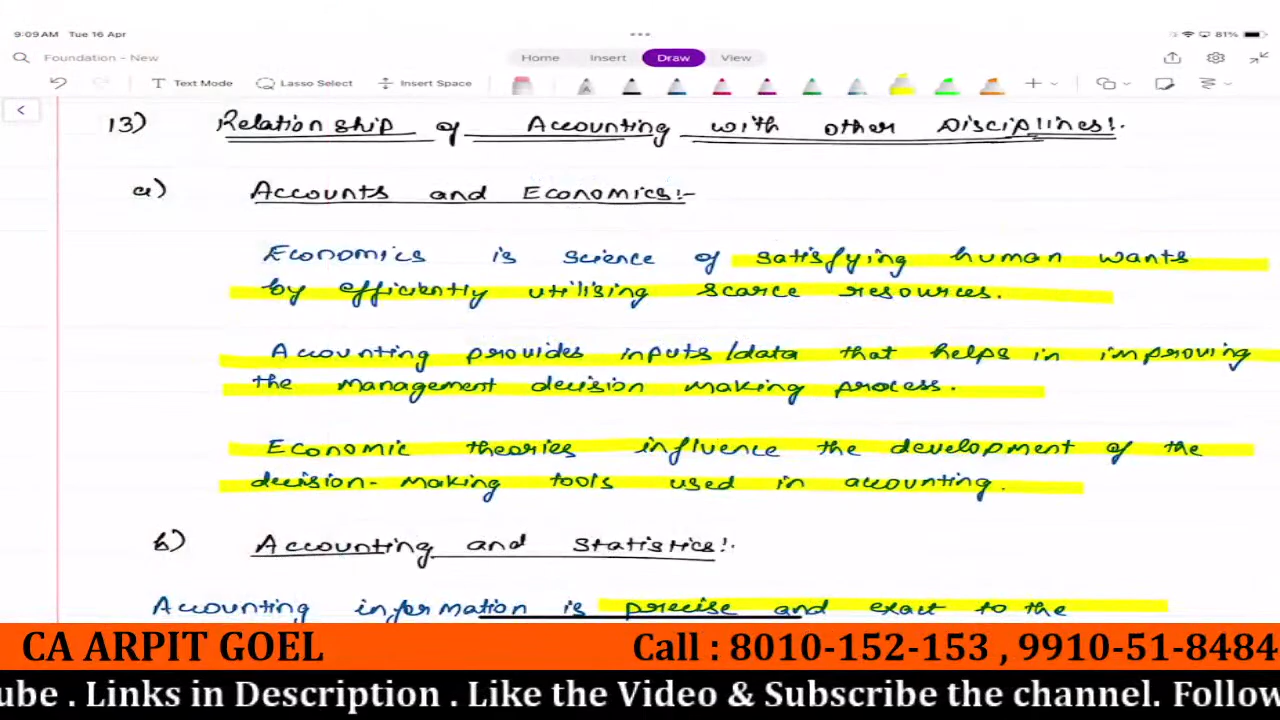 9:09 AM Tue 16 Apr
81%
Foundation - New
Home Insert Draw View
Text Mode Lasso Select Insert Space
13) Relationship of Accounting with other Disciplines:-
a) Accounts and Economics:-
Economics is science of satisfying human wants
by efficiently utilising scarce resources.
Accounting provides inputs/data that helps in improving
the management decision making process.
Economic theories influence the development of the
decision-making tools used in accounting.
b) Accounting and Statistics:-
Accounting information is precise and exact to the
CA ARPIT GOEL Call : 8010-152-153 , 9910-51-8484
ube . Links in Description . Like the Video & Subscribe the channel. Follow